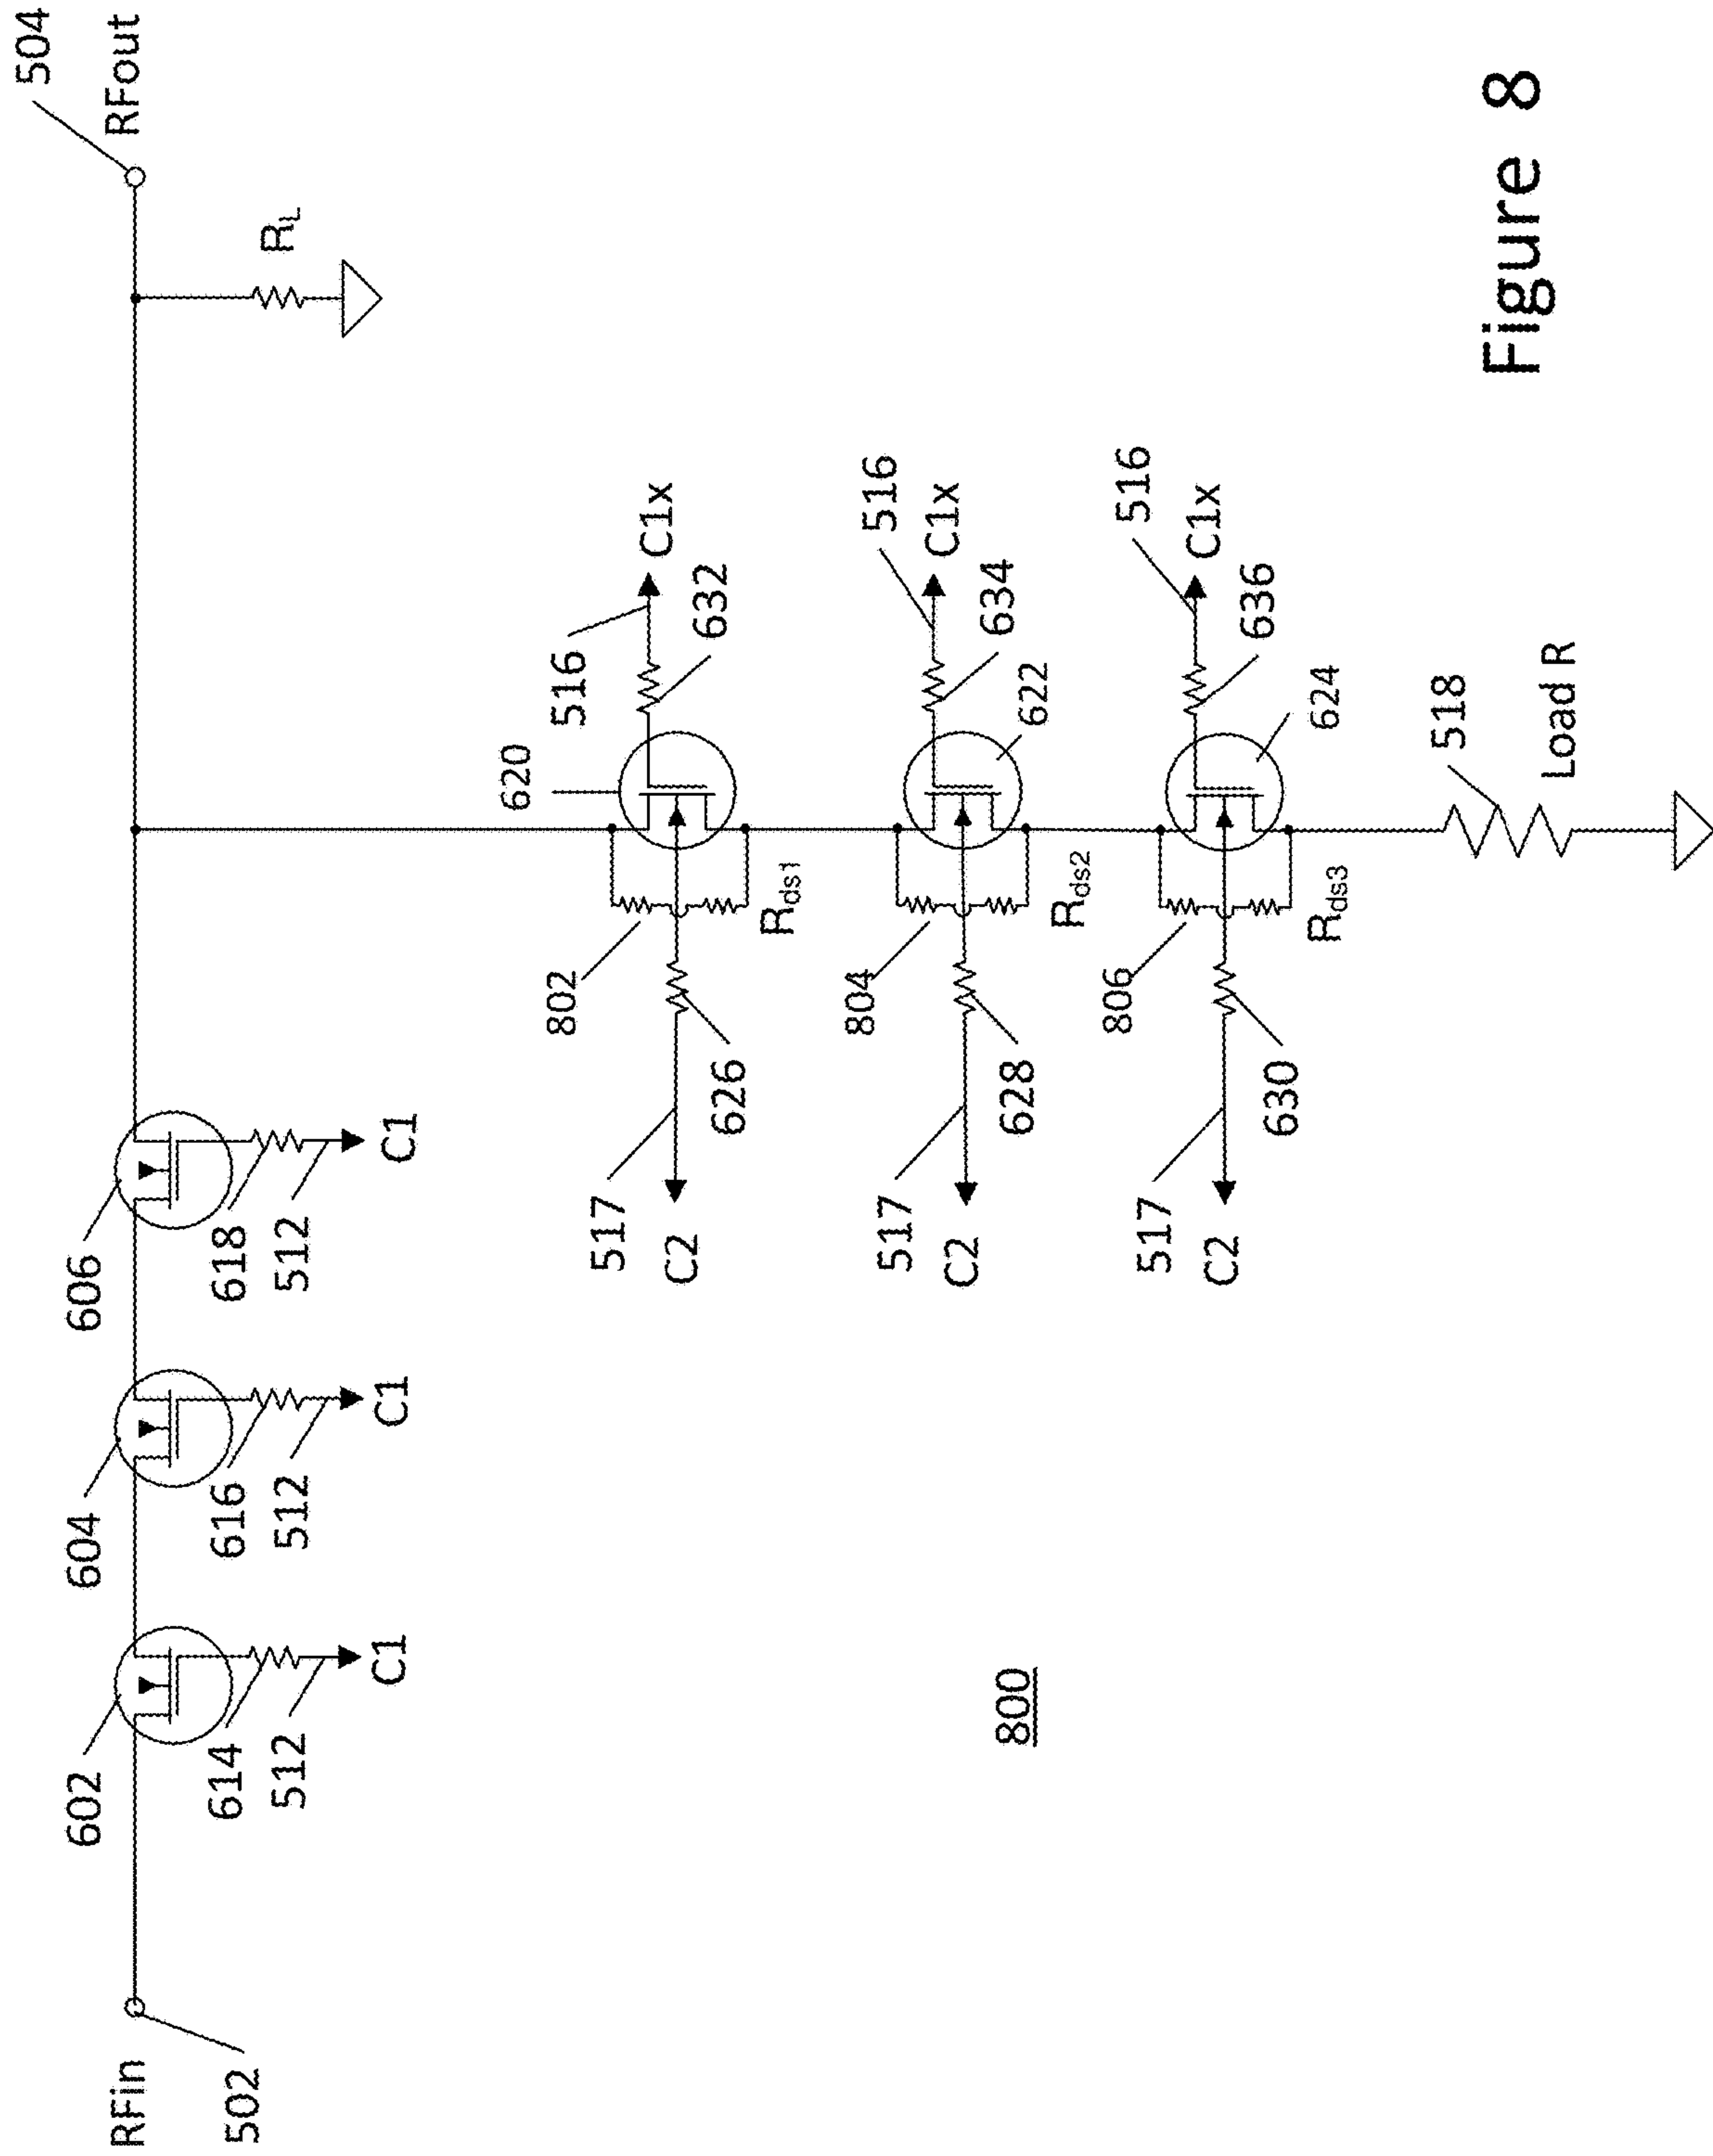 RFin
502
602
614
512
C1
604
616
512
C1
606
618
512
C1
504
RFout
R_L
620
516
C1x
632
802
R_ds1
517
C2
626
516
C1x
634
622
804
R_ds2
517
C2
628
516
C1x
636
624
806
R_ds3
517
C2
630
518
Load R
800
Figure 8